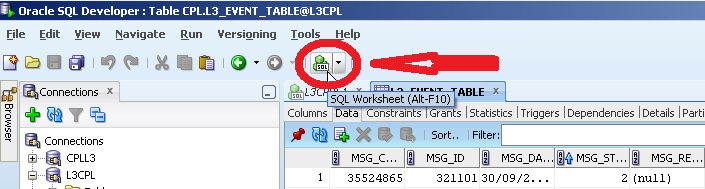 Oracle SQL Developer : Table CPL.L3_EVENT_TABLE@L3CPL
File Edit View Navigate Run Versioning Tools Help
SQL
Connections
L3CPL
L3_EVENT_TABLE
SQL Worksheet (Alt-F10)
Browser
Columns Data Constraints Grants Statistics Triggers Dependencies Details Parti
Sort.. Filter:
Connections
CPLL3
L3CPL
MSG_C... MSG_ID MSG_DA... MSG_ST... MSG_RE...
1 35524865 321101 30/09/2... 2 (null)